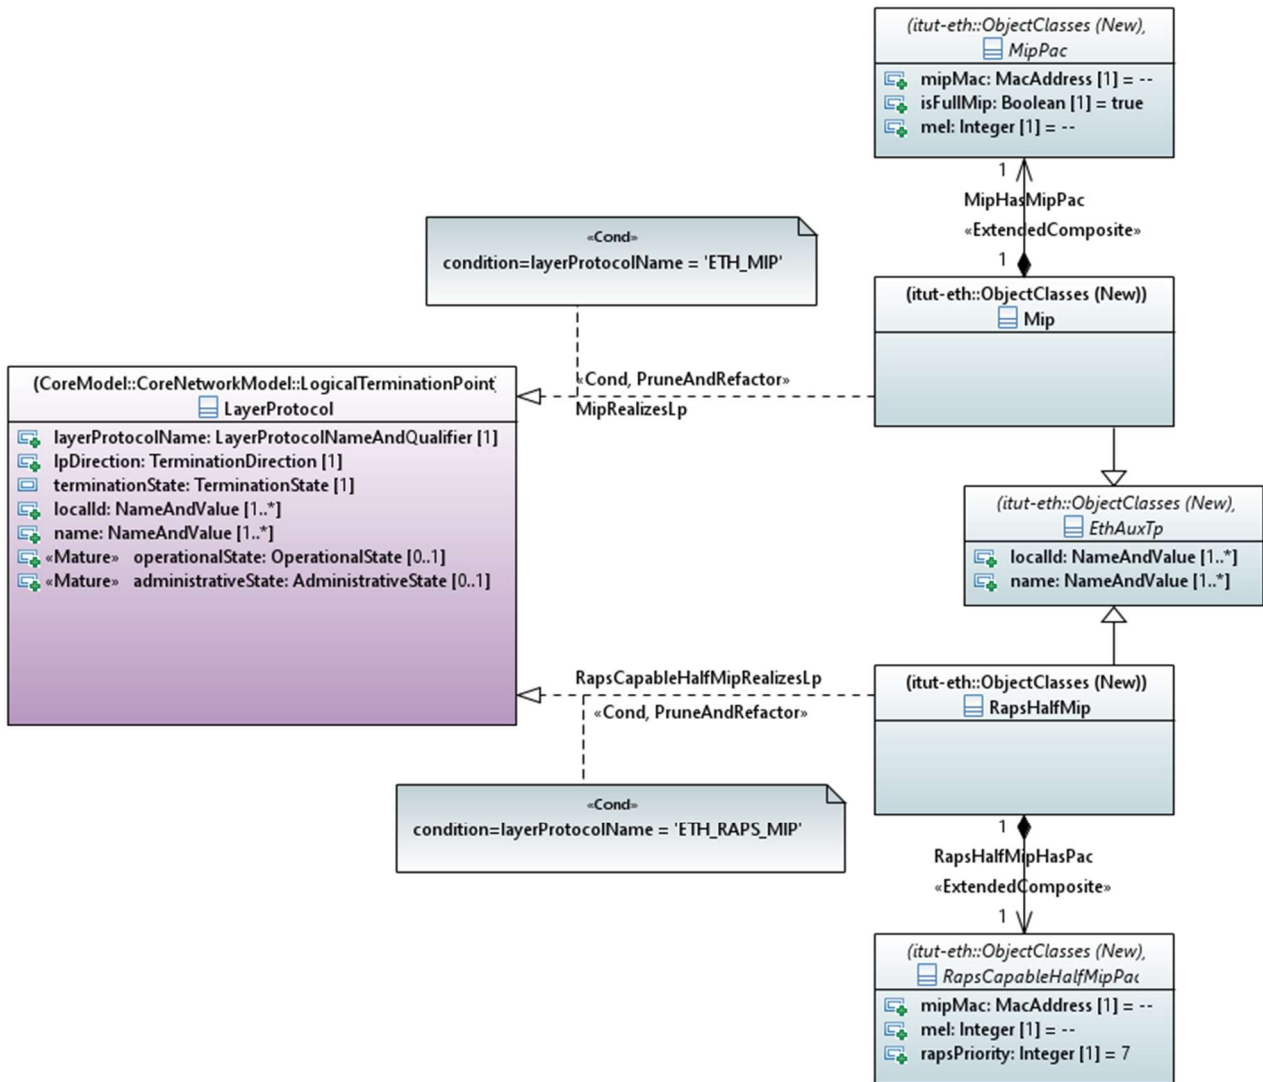 (itut-eth::ObjectClasses (New),
MipPac
mipMac: MacAddress [1] = --
isFullMip: Boolean [1] = true
mel: Integer [1] = --
1
MipHasMipPac
«ExtendedComposite»
1
«Cond»
condition=layerProtocolName = 'ETH_MIP'
(itut-eth::ObjectClasses (New))
Mip
«Cond, PruneAndRefactor»
MipRealizesLp
(CoreModel::CoreNetworkModel::LogicalTerminationPoint)
LayerProtocol
layerProtocolName: LayerProtocolNameAndQualifier [1]
lpDirection: TerminationDirection [1]
terminationState: TerminationState [1]
localId: NameAndValue [1..*]
name: NameAndValue [1..*]
«Mature» operationalState: OperationalState [0..1]
«Mature» administrativeState: AdministrativeState [0..1]
(itut-eth::ObjectClasses (New),
EthAuxTp
localId: NameAndValue [1..*]
name: NameAndValue [1..*]
RapsCapableHalfMipRealizesLp
«Cond, PruneAndRefactor»
(itut-eth::ObjectClasses (New))
RapsHalfMip
«Cond»
condition=layerProtocolName = 'ETH_RAPS_MIP'
1
RapsHalfMipHasPac
«ExtendedComposite»
1
(itut-eth::ObjectClasses (New),
RapsCapableHalfMipPac
mipMac: MacAddress [1] = --
mel: Integer [1] = --
rapsPriority: Integer [1] = 7